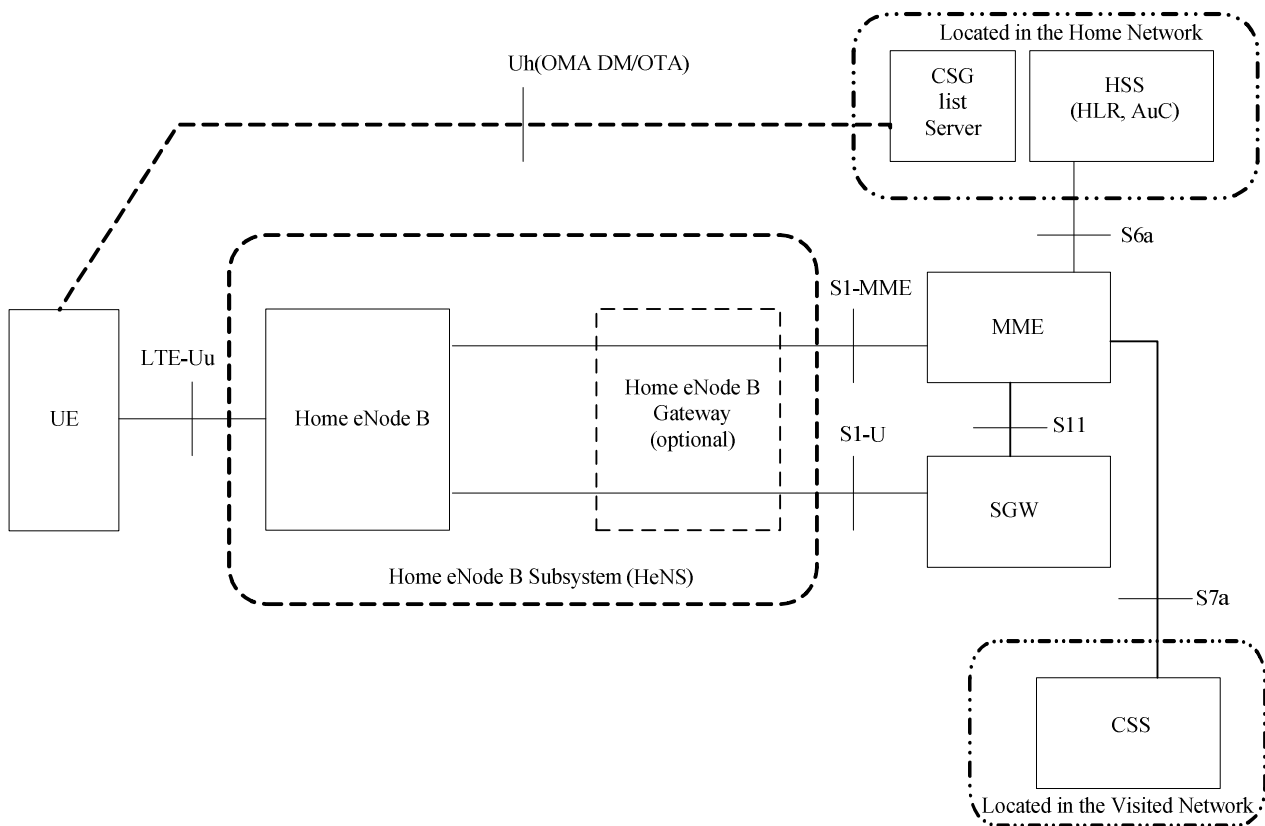 Located in the Home Network
Uh(OMA DM/OTA)
CSG
list
Server
HSS
(HLR, AuC)
S6a
S1-MME
MME
LTE-Uu
UE
Home eNode B
Home eNode B
Gateway
(optional)
S1-U
S11
SGW
Home eNode B Subsystem (HeNS)
S7a
CSS
Located in the Visited Network